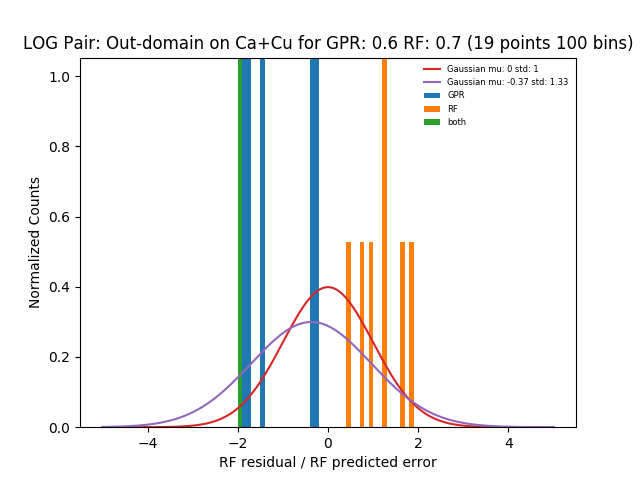 LOG Pair: Out-domain on Ca+Cu for GPR: 0.6 RF: 0.7 (19 points 100 bins)
Gaussian mu: 0 std: 1
Gaussian mu: -0.37 std: 1.33
GPR
RF
both
Normalized Counts
1.0
0.8
0.6
0.4
0.2
0.0
−4 −2 0 2 4
RF residual / RF predicted error